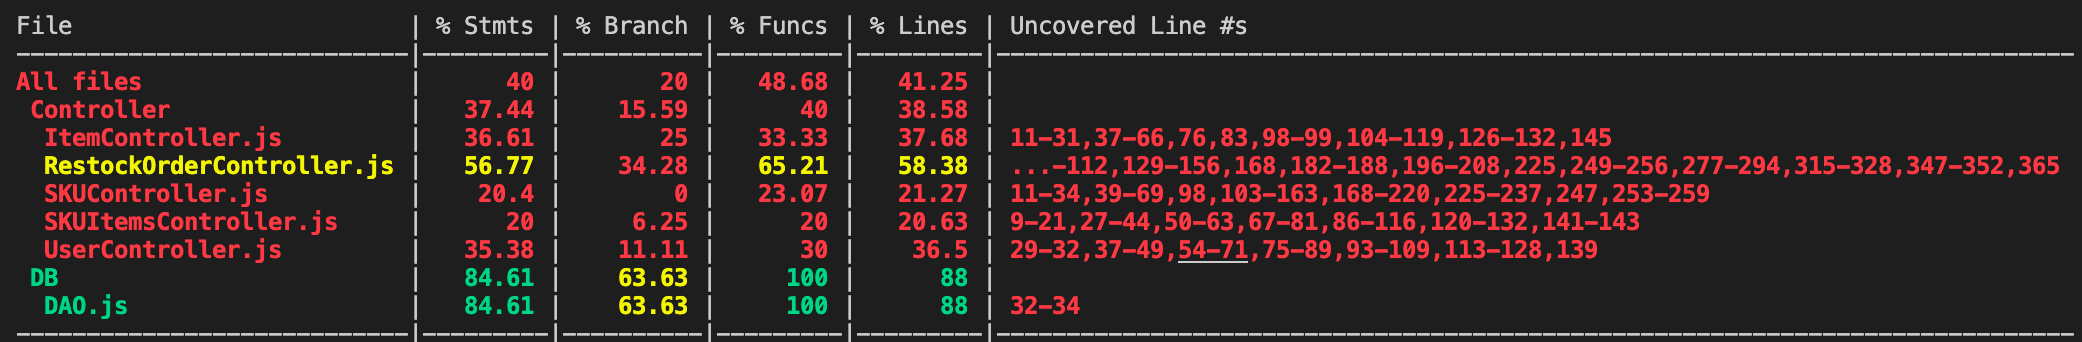 File | % Stmts | % Branch | % Funcs | % Lines | Uncovered Line #s
All files | 40 | 20 | 48.68 | 41.25 |
Controller | 37.44 | 15.59 | 40 | 38.58 |
ItemController.js | 36.61 | 25 | 33.33 | 37.68 | 11-31,37-66,76,83,98-99,104-119,126-132,145
RestockOrderController.js | 56.77 | 34.28 | 65.21 | 58.38 | ...-112,129-156,168,182-188,196-208,225,249-256,277-294,315-328,347-352,365
SKUController.js | 20.4 | 0 | 23.07 | 21.27 | 11-34,39-69,98,103-163,168-220,225-237,247,253-259
SKUItemsController.js | 20 | 6.25 | 20 | 20.63 | 9-21,27-44,50-63,67-81,86-116,120-132,141-143
UserController.js | 35.38 | 11.11 | 30 | 36.5 | 29-32,37-49,54-71,75-89,93-109,113-128,139
DB | 84.61 | 63.63 | 100 | 88 |
DAO.js | 84.61 | 63.63 | 100 | 88 | 32-34